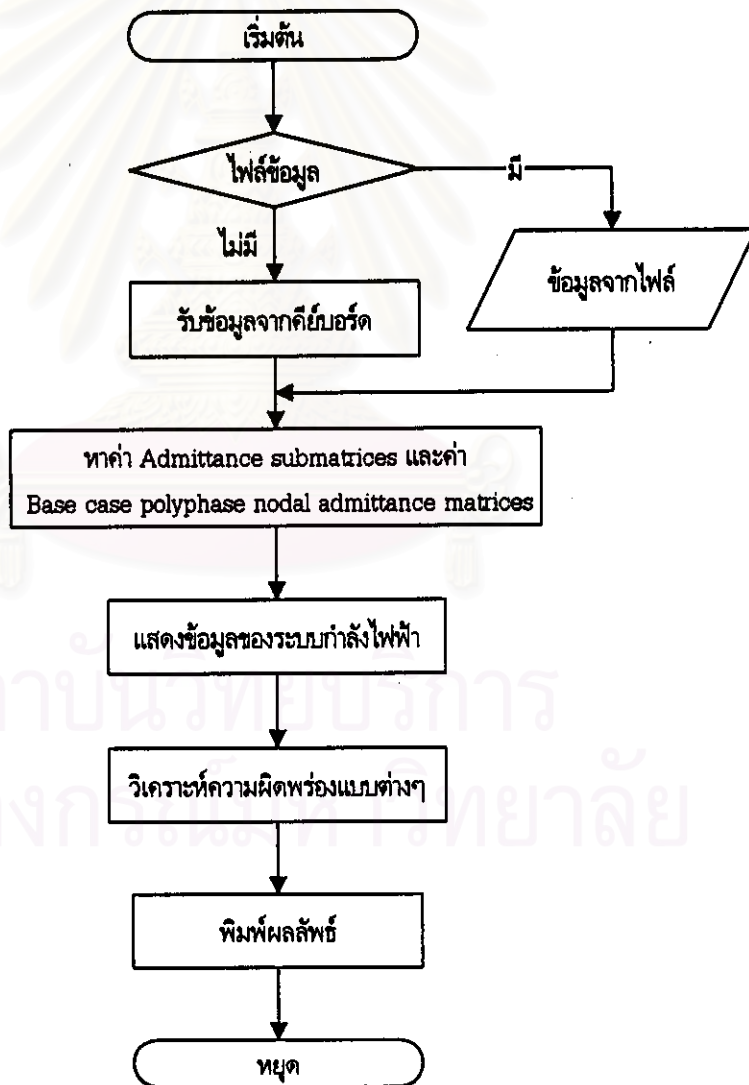 เริ่มต้น
ไฟล์ข้อมูล
มี
ไม่มี
ข้อมูลจากไฟล์
รับข้อมูลจากคีย์บอร์ด
หาค่า Admittance submatrices และค่า
Base case polyphase nodal admittance matrices
แสดงข้อมูลของระบบกำลังไฟฟ้า
วิเคราะห์ความผิดพร่องแบบต่างๆ
พิมพ์ผลลัพธ์
หยุด